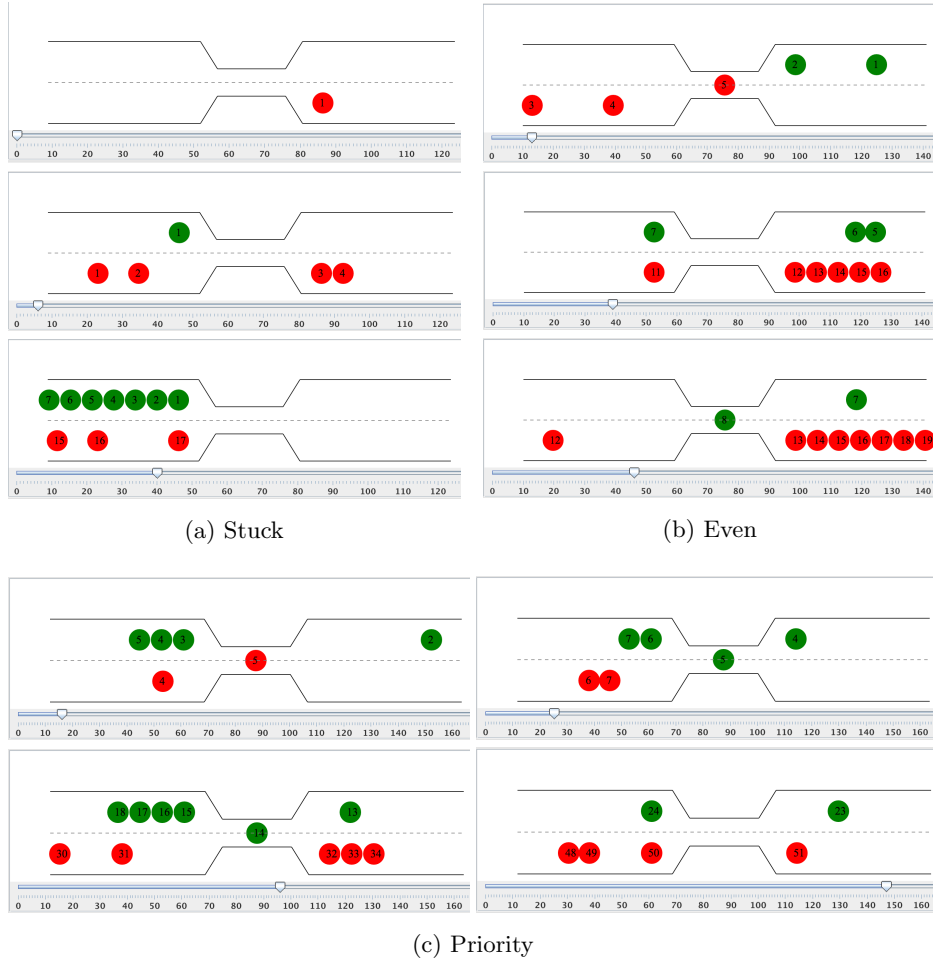 1
0 10 20 30 40 50 60 70 80 90 100 110 120
1
1 2 3 4
0 10 20 30 40 50 60 70 80 90 100 110 120
7 6 5 4 3 2 1
15 16 17
0 10 20 30 40 50 60 70 80 90 100 110 120
(a) Stuck
2 1
5
3 4
0 10 20 30 40 50 60 70 80 90 100 110 120 130 140
7 6 5
11 12 13 14 15 16
0 10 20 30 40 50 60 70 80 90 100 110 120 130 140
7
8
12 13 14 15 16 17 18 19
0 10 20 30 40 50 60 70 80 90 100 110 120 130 140
(b) Even
5 4 3 2
5
4
0 10 20 30 40 50 60 70 80 90 100 110 120 130 140 150 160
7 6 4
5
6 7
0 10 20 30 40 50 60 70 80 90 100 110 120 130 140 150 160
18 17 16 15 13
14
30 31 32 33 34
0 10 20 30 40 50 60 70 80 90 100 110 120 130 140 150 160
24 23
48 49 50 51
0 10 20 30 40 50 60 70 80 90 100 110 120 130 140 150 160
(c) Priority